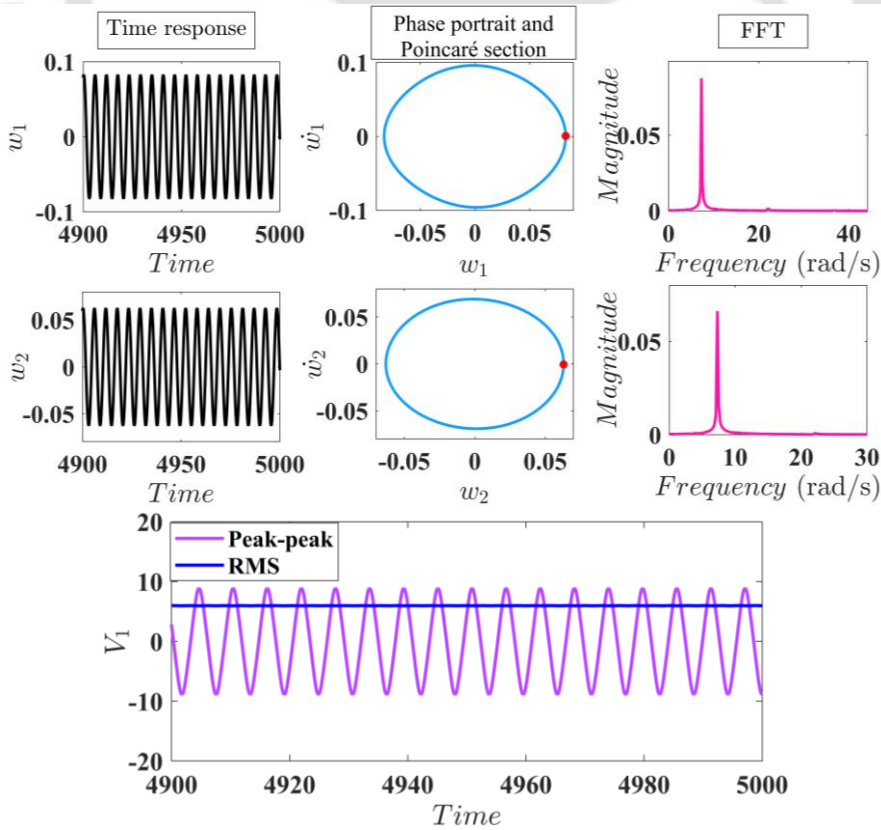 Time response
Phase portrait and
Poincaré section
FFT
0.1
0
-0.1
w1
4900 4950 5000
Time
0.1
0
-0.1
ẇ1
-0.05 0 0.05
w1
0.05
0
Magnitude
0 20 40
Frequency (rad/s)
0.05
0
-0.05
w2
4900 4950 5000
Time
0.05
0
-0.05
ẇ2
-0.05 0 0.05
w2
0.05
0
Magnitude
0 10 20 30
Frequency (rad/s)
20
10
0
-10
-20
V1
Peak-peak
RMS
4900 4920 4940 4960 4980 5000
Time